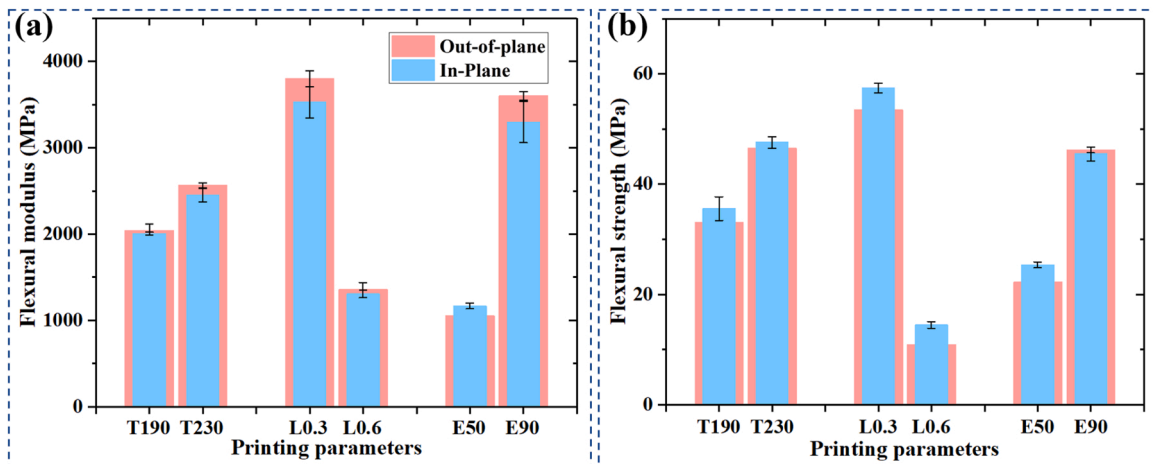 (a)
Out-of-plane
In-Plane
Flexural modulus (MPa)
4000
3000
2000
1000
0
T190 T230 L0.3 L0.6 E50 E90
Printing parameters
(b)
Flexural strength (MPa)
60
40
20
0
T190 T230 L0.3 L0.6 E50 E90
Printing parameters